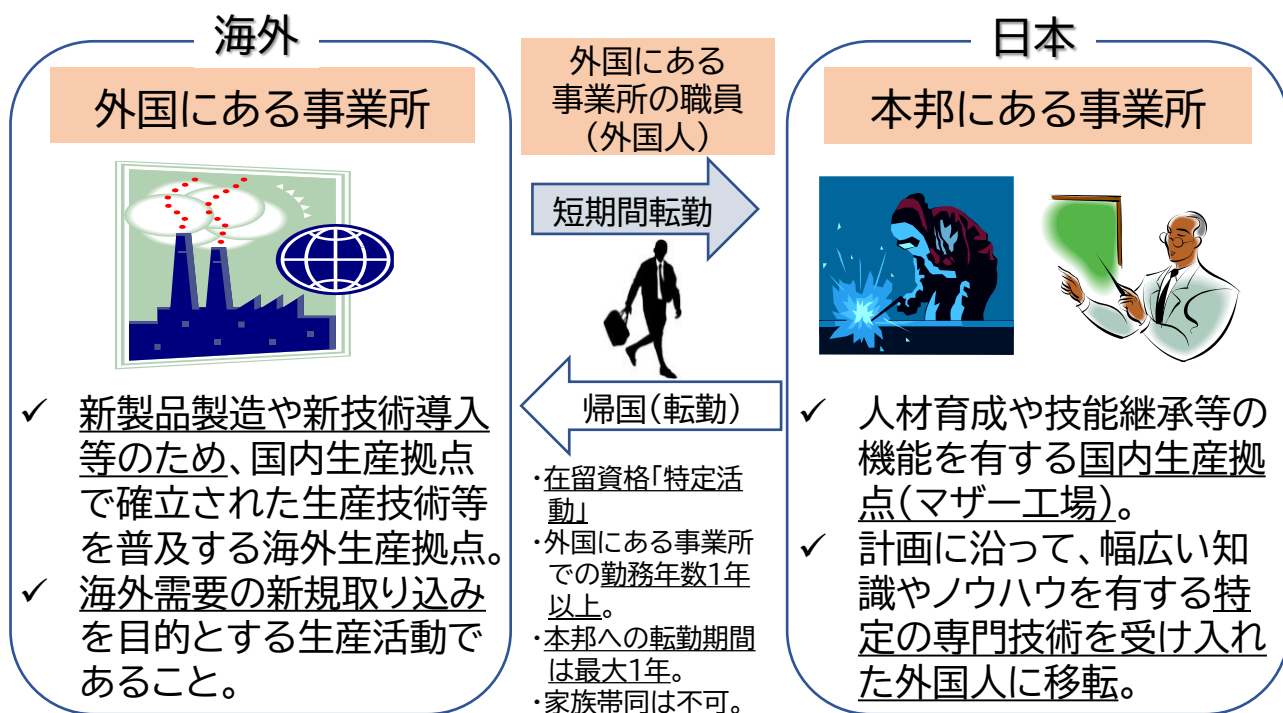 海外
外国にある事業所
✓ 新製品製造や新技術導入
等のため、国内生産拠点
で確立された生産技術等
を普及する海外生産拠点。
✓ 海外需要の新規取り込み
を目的とする生産活動で
あること。
外国にある
事業所の職員
(外国人)
短期間転勤
帰国(転勤)
・在留資格「特定活
動」
・外国にある事業所
での勤務年数1年
以上。
・本邦への転勤期間
は最大1年。
・家族帯同は不可。
日本
本邦にある事業所
✓ 人材育成や技能継承等の
機能を有する国内生産拠
点(マザー工場)。
✓ 計画に沿って、幅広い知
識やノウハウを有する特
定の専門技術を受け入れ
た外国人に移転。